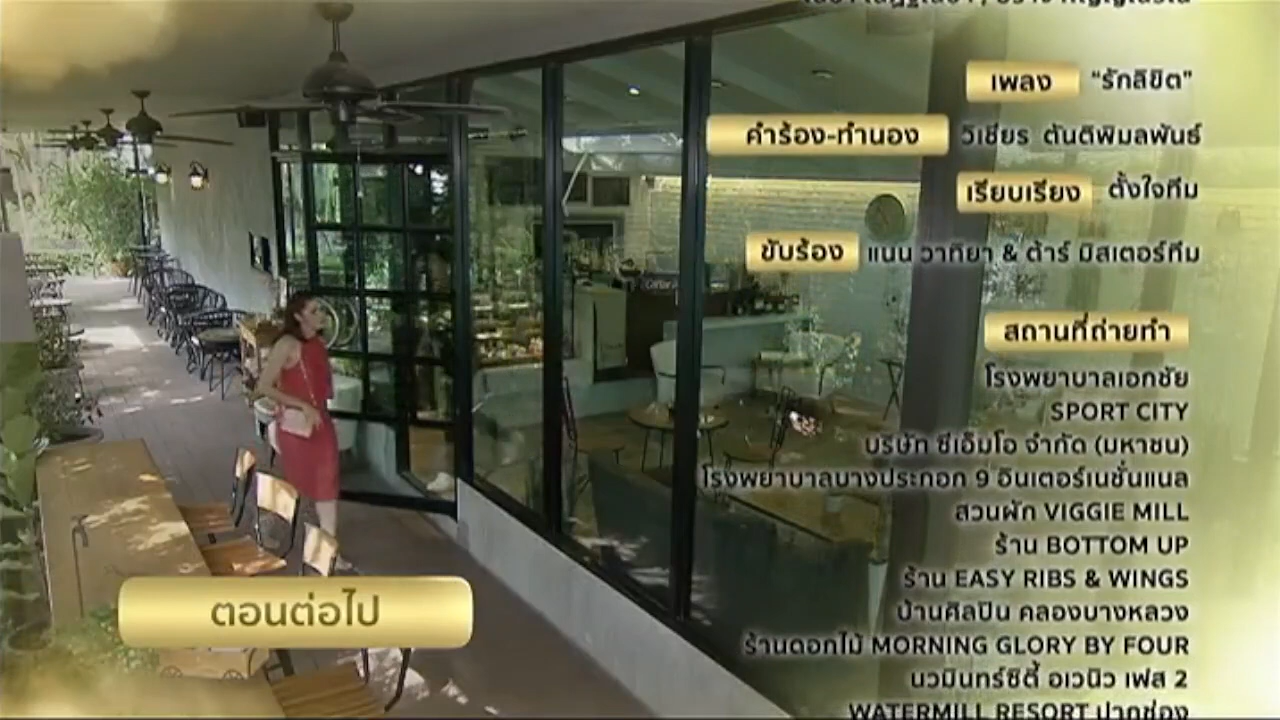 เพลง "รักลิขิต"
คำร้อง-ทำนอง วิเชียร ตันติพิมลพันธ์
เรียบเรียง ตั้งใจทีม
ขับร้อง แนน วาทิยา & ต้าร์ มิสเตอร์ทีม
สถานที่ถ่ายทำ
โรงพยาบาลเอกชัย
SPORT CITY
บริษัท ซีเอ็มโอ จำกัด (มหาชน)
โรงพยาบาลบางปะกอก 9 อินเตอร์เนชั่นแนล
สวนผัก VIGGIE MILL
ร้าน BOTTOM UP
ร้าน EASY RIBS & WINGS
บ้านศิลปิน คลองบางหลวง
ร้านดอกไม้ MORNING GLORY BY FOUR
นวมินทร์ซิตี้ อเวนิว เฟส 2
WATERMILL RESORT ปากช่อง
ตอนต่อไป